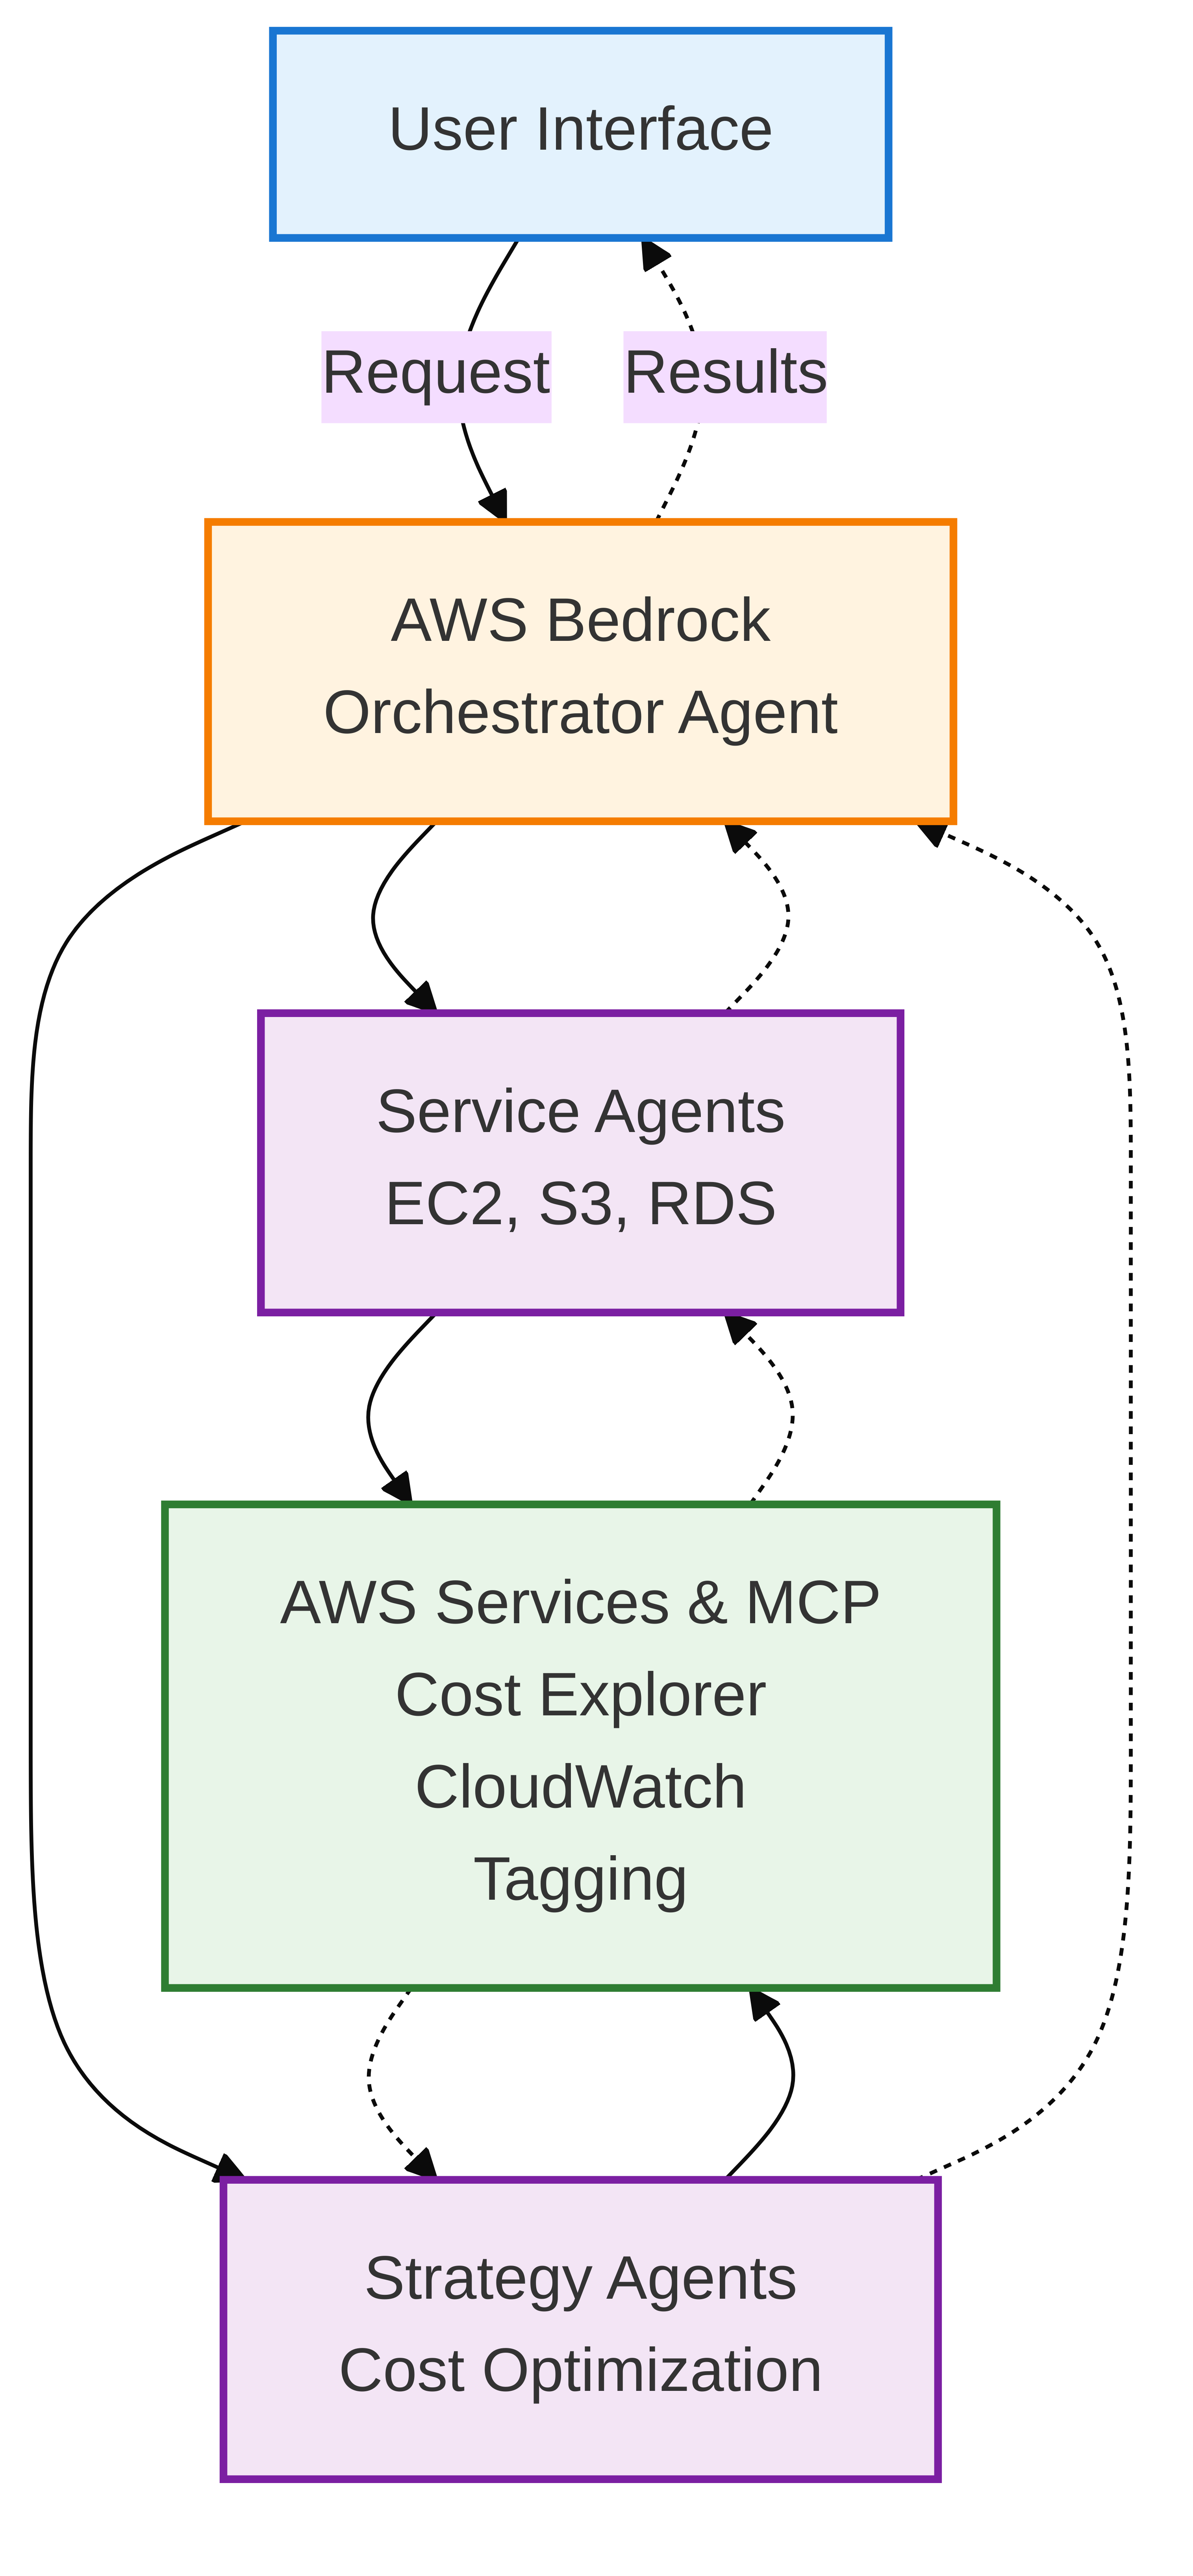 User Interface
Request
Results
AWS Bedrock
Orchestrator Agent
Service Agents
EC2, S3, RDS
AWS Services & MCP
Cost Explorer
CloudWatch
Tagging
Strategy Agents
Cost Optimization